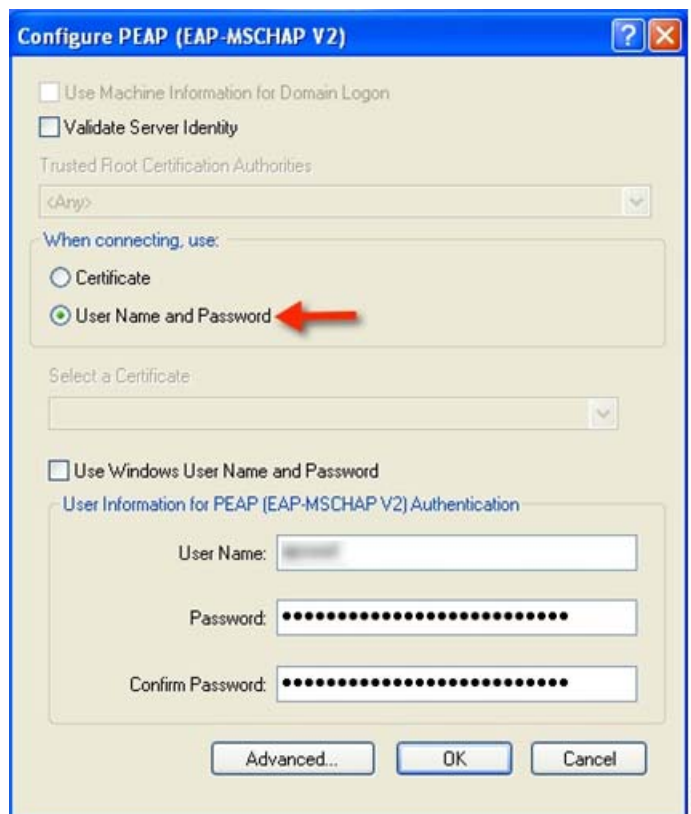 Configure PEAP (EAP-MSCHAP V2)
Use Machine Information for Domain Logon
Validate Server Identity
Trusted Root Certification Authorities
<Any>
When connecting, use:
Certificate
User Name and Password
Select a Certificate
Use Windows User Name and Password
User Information for PEAP (EAP-MSCHAP V2) Authentication
User Name:
Password: ••••••••••••••••••••••••••
Confirm Password: ••••••••••••••••••••••••••
Advanced... OK Cancel